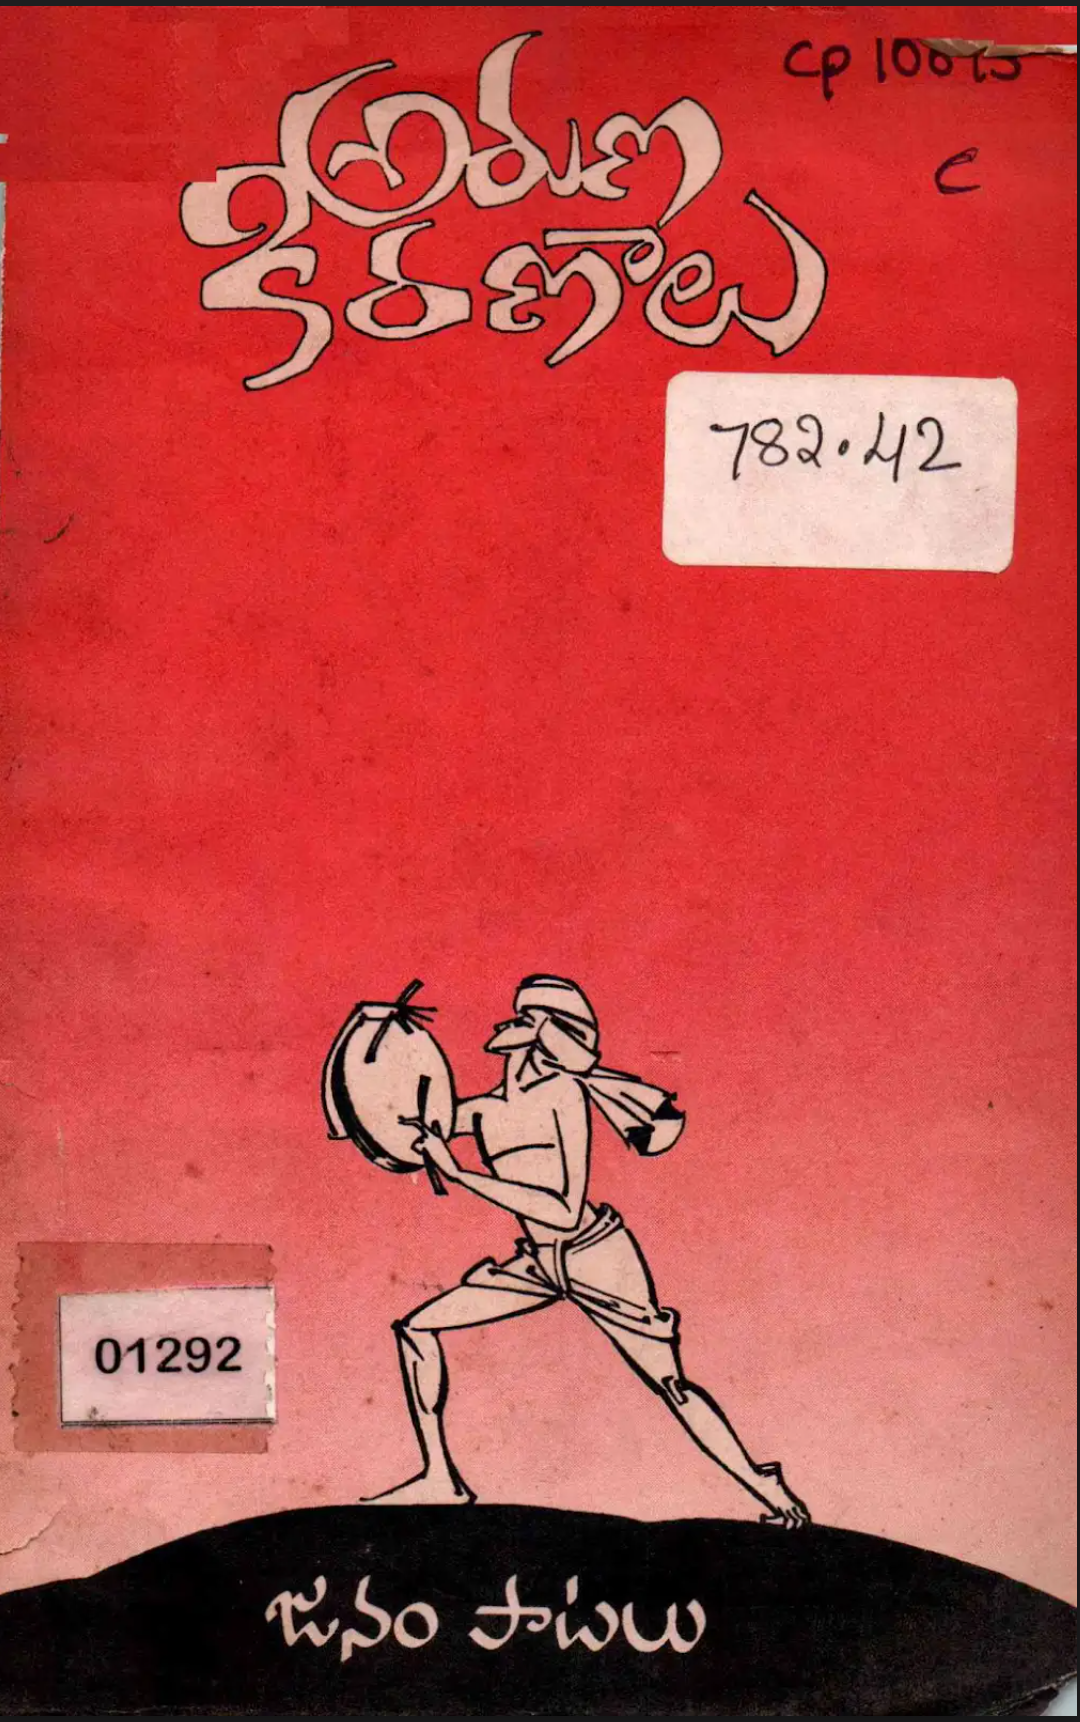 అరుణ
కిరణాలు
782.42
01292
జనం పాటలు